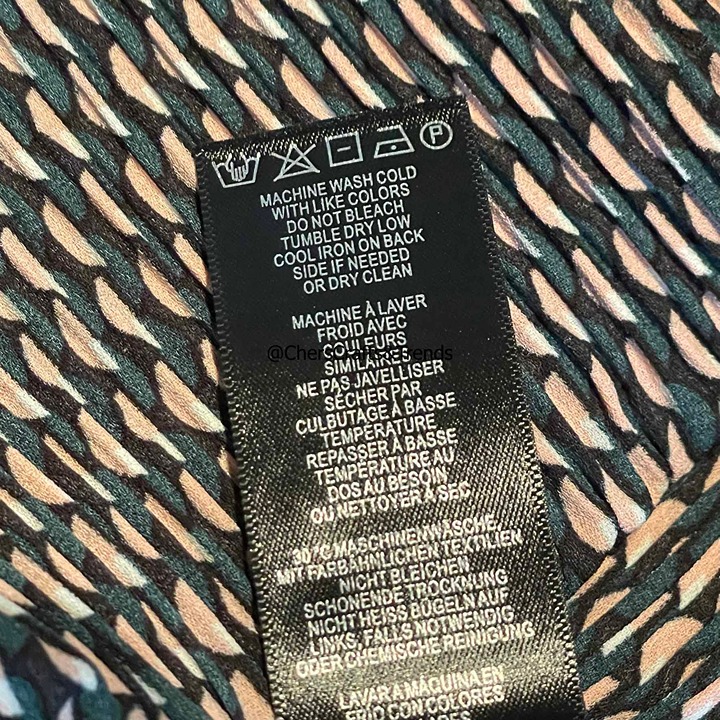 P
MACHINE WASH COLD
WITH LIKE COLORS
DO NOT BLEACH
TUMBLE DRY LOW
COOL IRON ON BACK
SIDE IF NEEDED
OR DRY CLEAN
MACHINE À LAVER
FROID AVEC
COULEURS
NE PAS JAVELLISER
SÉCHER PAR
CULBUTAGE À BASSE
TEMPÉRATURE
REPASSER À BASSE
TEMPÉRATURE AU
DOS AU BESOIN
OU NETTOYER À SEC
30 °C MASCHINENWÄSCHE,
MIT FARBÄHNLICHEN TEXTILIEN
NICHT BLEICHEN
SCHONENDE TROCKNUNG
NICHT HEISS BÜGELN AUF
LINKS, FALLS NOTWENDIG
ODER CHEMISCHE REINIGUNG
LAVAR A MÁQUINA EN
FRÍO CON COLORES